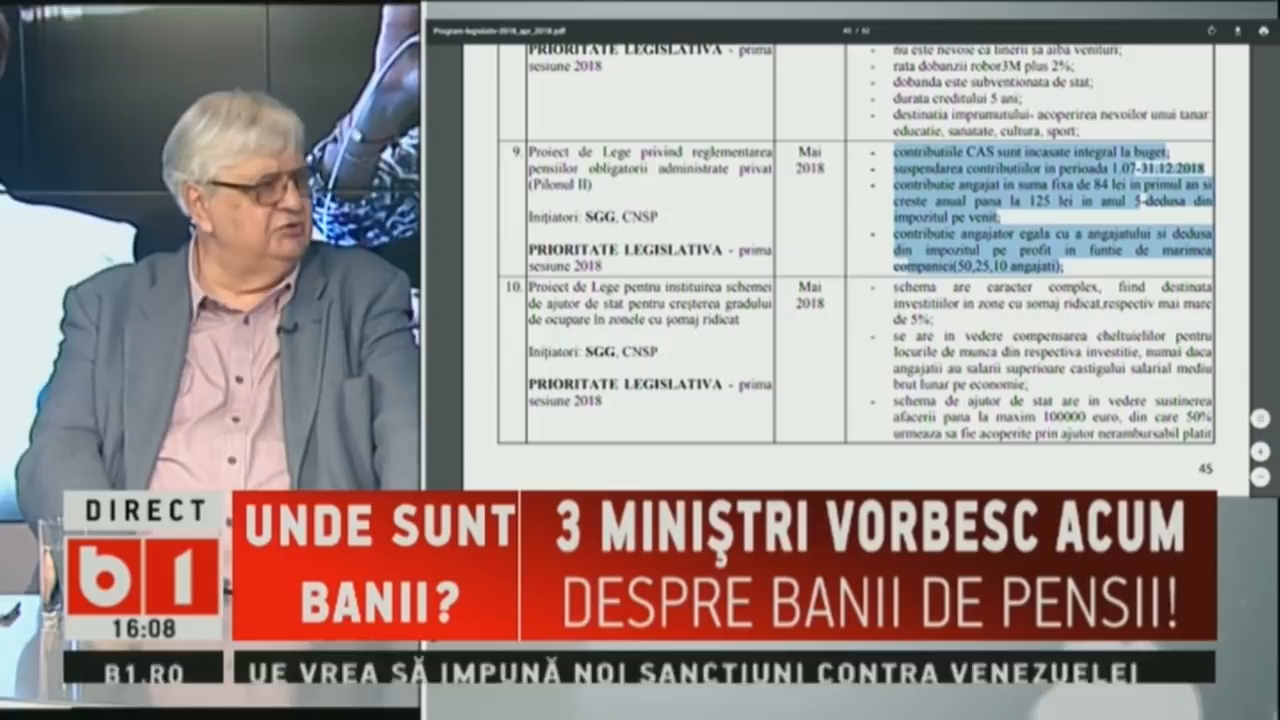 Program-legislativ-2018_apr_2018.pdf
/ 52
PRIORITATE LEGISLATIVA - prima
sesiune 2018
nu este nevoie ca tinerii sa aiba venituri;
- rata dobanzii robor3M plus 2%;
- dobanda este subventionata de stat;
- durata creditului 5 ani;
- destinatia imprumutului- acoperirea nevoilor unui tanar:
educatie, sanatate, cultura, sport;
9. Proiect de Lege privind reglementarea
pensiilor obligatorii administrate privat
(Pilonul II)
Inițiatori: SGG, CNSP
PRIORITATE LEGISLATIVA - prima
sesiune 2018
Mai
2018
- contributiile CAS sunt incasate integral la buget;
- suspendarea contributiilor in perioada 1.07-31.12.2018
- contributie angajat in suma fixa de 84 lei in primul an si
creste anual pana la 125 lei in anul 5-dedusa din
impozitul pe venit;
- contributie angajator egala cu a angajatului si dedusa
din impozitul pe profit in funtie de marimea
companiei(50,25,10 angajati);
10. Proiect de Lege pentru instituirea schemei
de ajutor de stat pentru creșterea gradului
de ocupare în zonele cu șomaj ridicat
Inițiatori: SGG, CNSP
PRIORITATE LEGISLATIVA - prima
sesiune 2018
Mai
2018
- schema are caracter complex, fiind destinata
investitiilor in zone cu somaj ridicat,respectiv mai mare
de 5%;
- se are in vedere compensarea cheltuielilor pentru
locurile de munca din respectiva investitie, numai daca
angajatii au salarii superioare castigului salarial mediu
brut lunar pe economie;
- schema de ajutor de stat are in vedere sustinerea
afacerii pana la maxim 100000 euro, din care 50%
urmeaza sa fie acoperite prin ajutor nerambursabil platit
45
DIRECT
b1
16:08
B1.RO
UNDE SUNT
BANII?
3 MINIȘTRI VORBESC ACUM
DESPRE BANII DE PENSII!
UE VREA SĂ IMPUNĂ NOI SANCȚIUNI CONTRA VENEZUELEI